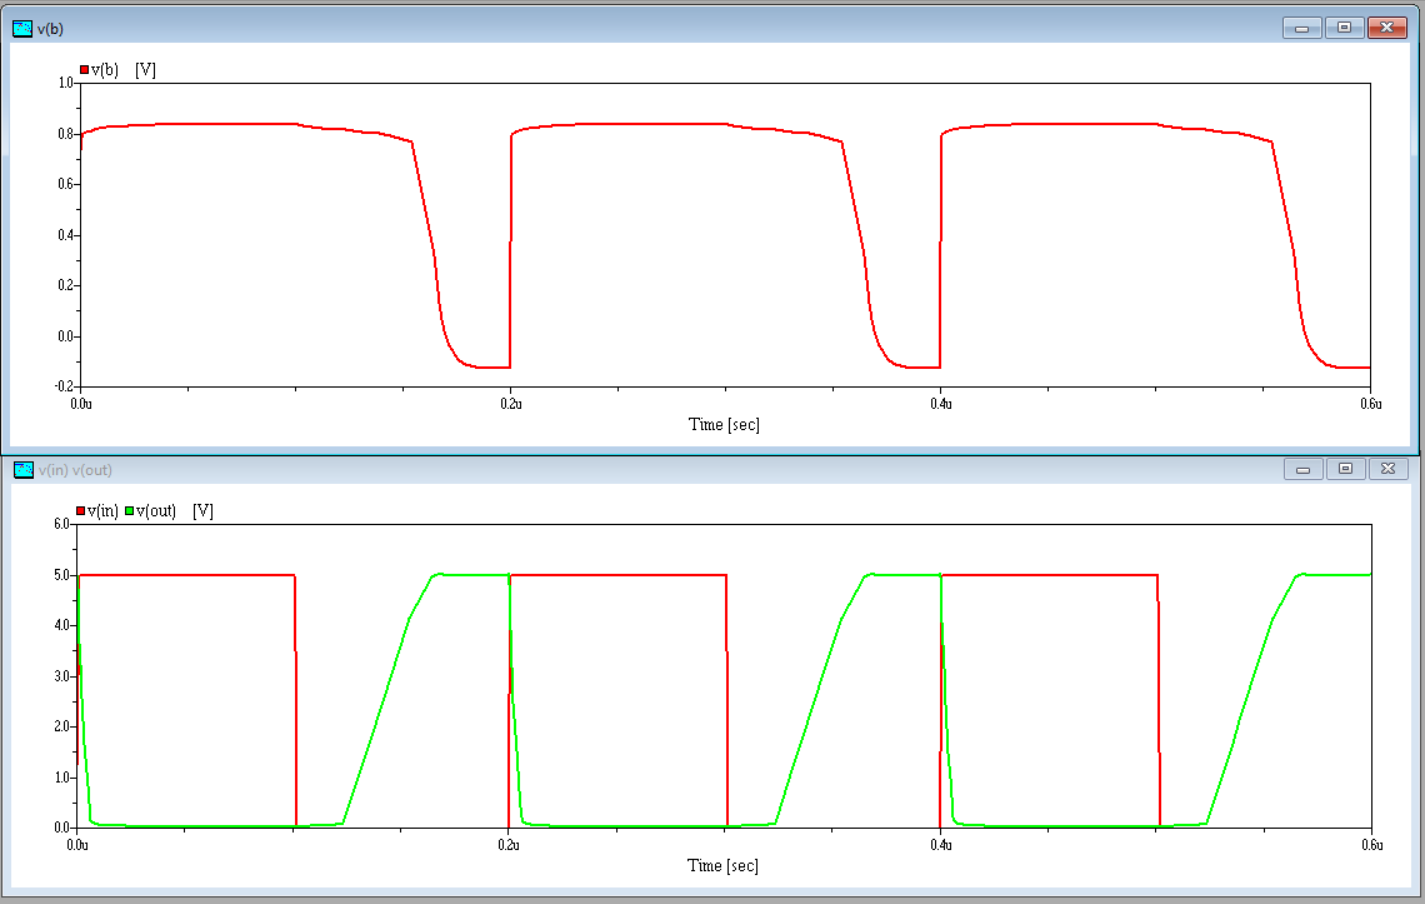 v(b)
v(b) [V]
1.0
0.8
0.6
0.4
0.2
0.0
-0.2
0.0u 0.2u 0.4u 0.6u
Time [sec]
v(in) v(out)
v(in) v(out) [V]
6.0
5.0
4.0
3.0
2.0
1.0
0.0
0.0u 0.2u 0.4u 0.6u
Time [sec]